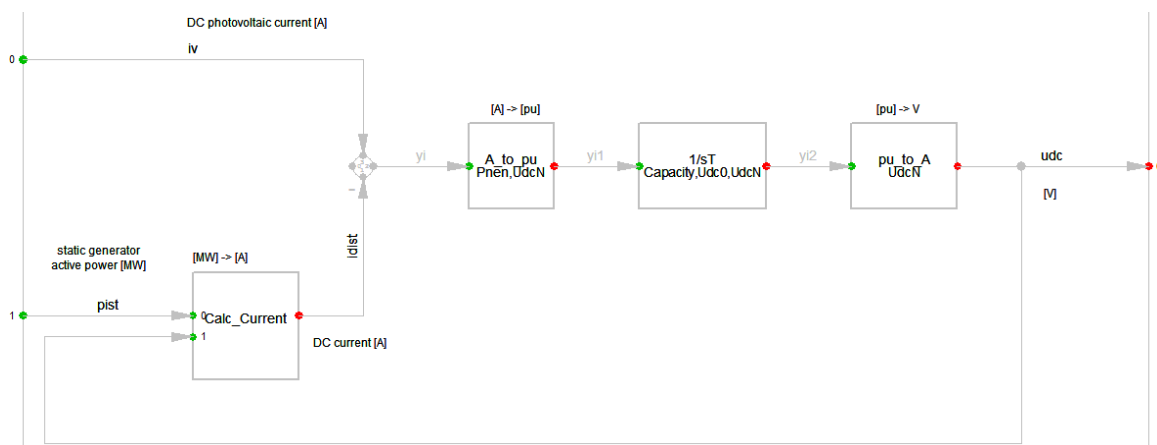 DC photovoltaic current [A]
iv
0
[A] -> [pu]
[pu] -> V
yi
A_to_pu
Pnen,UdcN
yi1
1/sT
Capacity,Udc0,UdcN
yi2
pu_to_A
UdcN
udc
[V]
-
idist
static generator
active power [MW]
[MW] -> [A]
1
pist
0
Calc_Current
1
DC current [A]